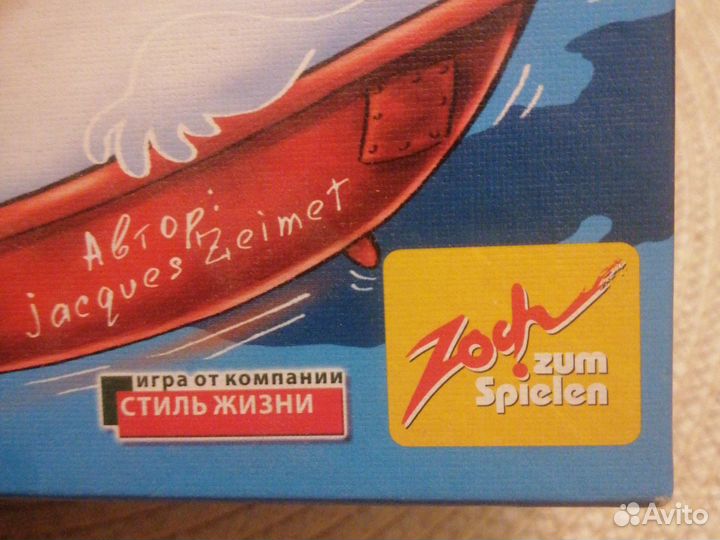 Автор:
jacques Zeimet
Zoch
zum
Spielen
игра от компании
СТИЛЬ ЖИЗНИ
Avito